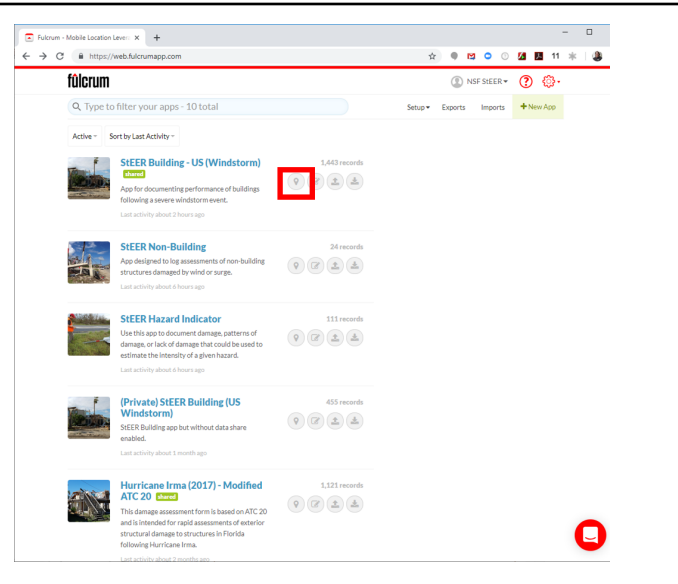 Fulcrum - Mobile Location Lever
https://web.fulcrumapp.com
11
fûlcrum
NSF StEER
?
Type to filter your apps - 10 total
Setup
Exports
Imports
+ New App
Active
Sort by Last Activity
StEER Building - US (Windstorm)
shared
1,443 records
App for documenting performance of buildings
following a severe windstorm event.
Last activity about 2 hours ago
StEER Non-Building
24 records
App designed to log assessments of non-building
structures damaged by wind or surge.
Last activity about 6 hours ago
StEER Hazard Indicator
111 records
Use this app to document damage, patterns of
damage, or lack of damage that could be used to
estimate the intensity of a given hazard.
Last activity about 6 hours ago
(Private) StEER Building (US
Windstorm)
455 records
StEER Building app but without data share
enabled.
Last activity about 1 month ago
Hurricane Irma (2017) - Modified
ATC 20 shared
1,121 records
This damage assessment form is based on ATC 20
and is intended for rapid assessments of exterior
structural damage to structures in Florida
following Hurricane Irma.
Last activity about 2 months ago